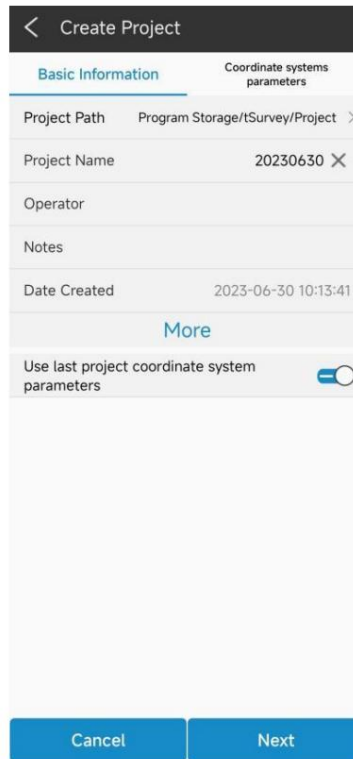 Create Project
Basic Information
Coordinate systems
parameters
Project Path Program Storage/tSurvey/Project
Project Name 20230630
Operator
Notes
Date Created 2023-06-30 10:13:41
More
Use last project coordinate system
parameters
Cancel Next